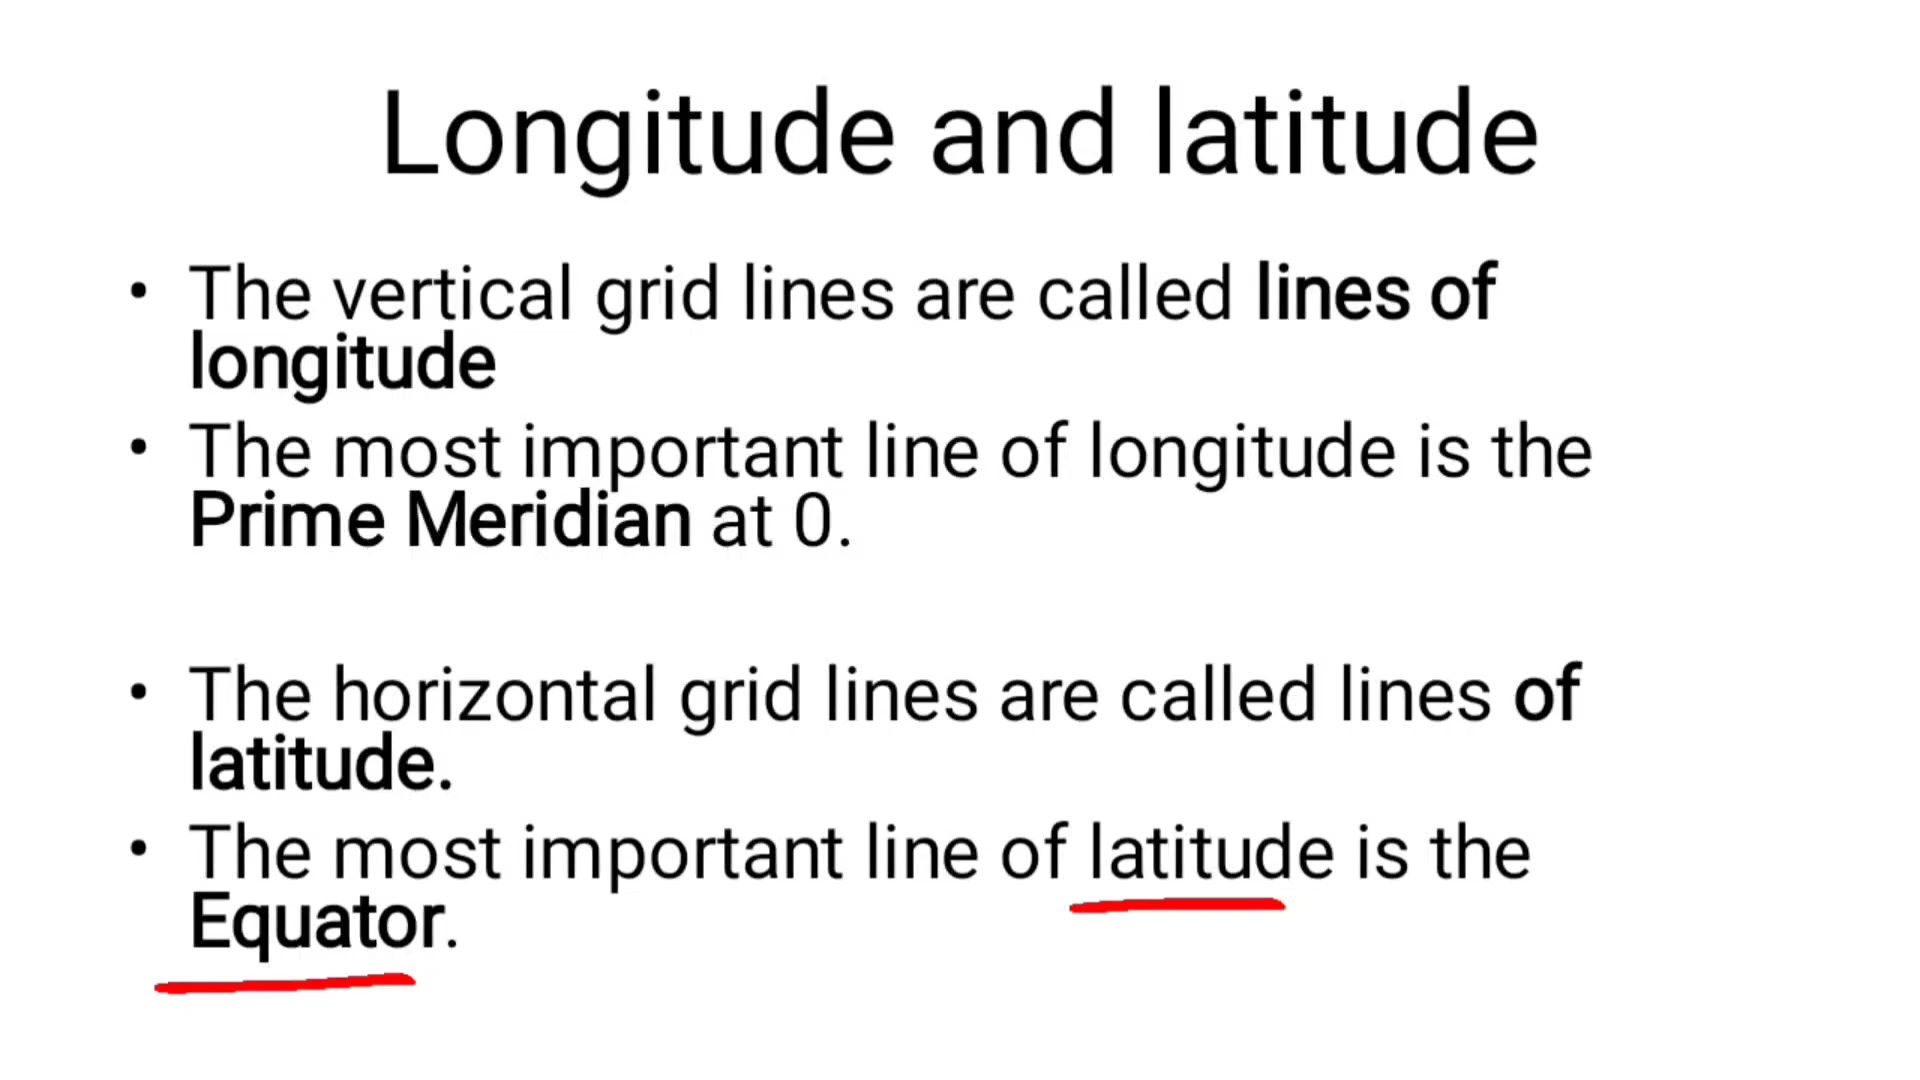 Longitude and latitude
• The vertical grid lines are called lines of
longitude
• The most important line of longitude is the
Prime Meridian at 0.
• The horizontal grid lines are called lines of
latitude.
• The most important line of latitude is the
Equator.